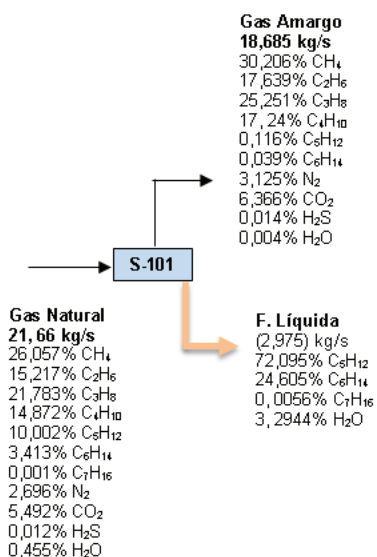 Gas Amargo
18,685 kg/s
30,206% CH₄
17,639% C₂H₆
25,251% C₃H₈
17, 24% C₄H₁₀
0,116% C₅H₁₂
0,039% C₆H₁₄
3,125% N₂
6,366% CO₂
0,014% H₂S
0,004% H₂O
S-101
Gas Natural
21, 66 kg/s
26,057% CH₄
15,217% C₂H₆
21,783% C₃H₈
14,872% C₄H₁₀
10,002% C₅H₁₂
3,413% C₆H₁₄
0,001% C₇H₁₆
2,696% N₂
5,492% CO₂
0,012% H₂S
0,455% H₂O
F. Líquida
(2,975) kg/s
72,095% C₅H₁₂
24,605% C₆H₁₄
0,0056% C₇H₁₆
3, 2944% H₂O